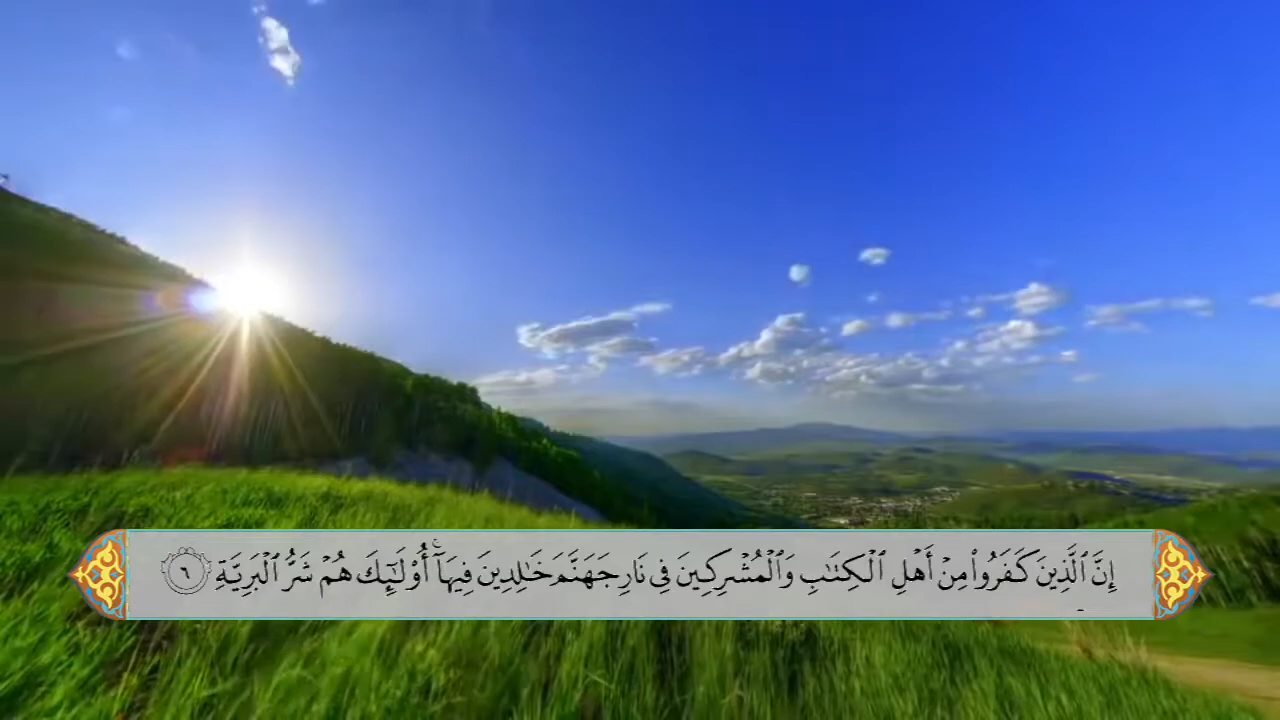 إِنَّ ٱلَّذِينَ كَفَرُوا۟ مِنْ أَهْلِ ٱلْكِتَٰبِ وَٱلْمُشْرِكِينَ فِى نَارِ جَهَنَّمَ خَٰلِدِينَ فِيهَآ ۚ أُو۟لَٰٓئِكَ هُمْ شَرُّ ٱلْبَرِيَّةِ ٦